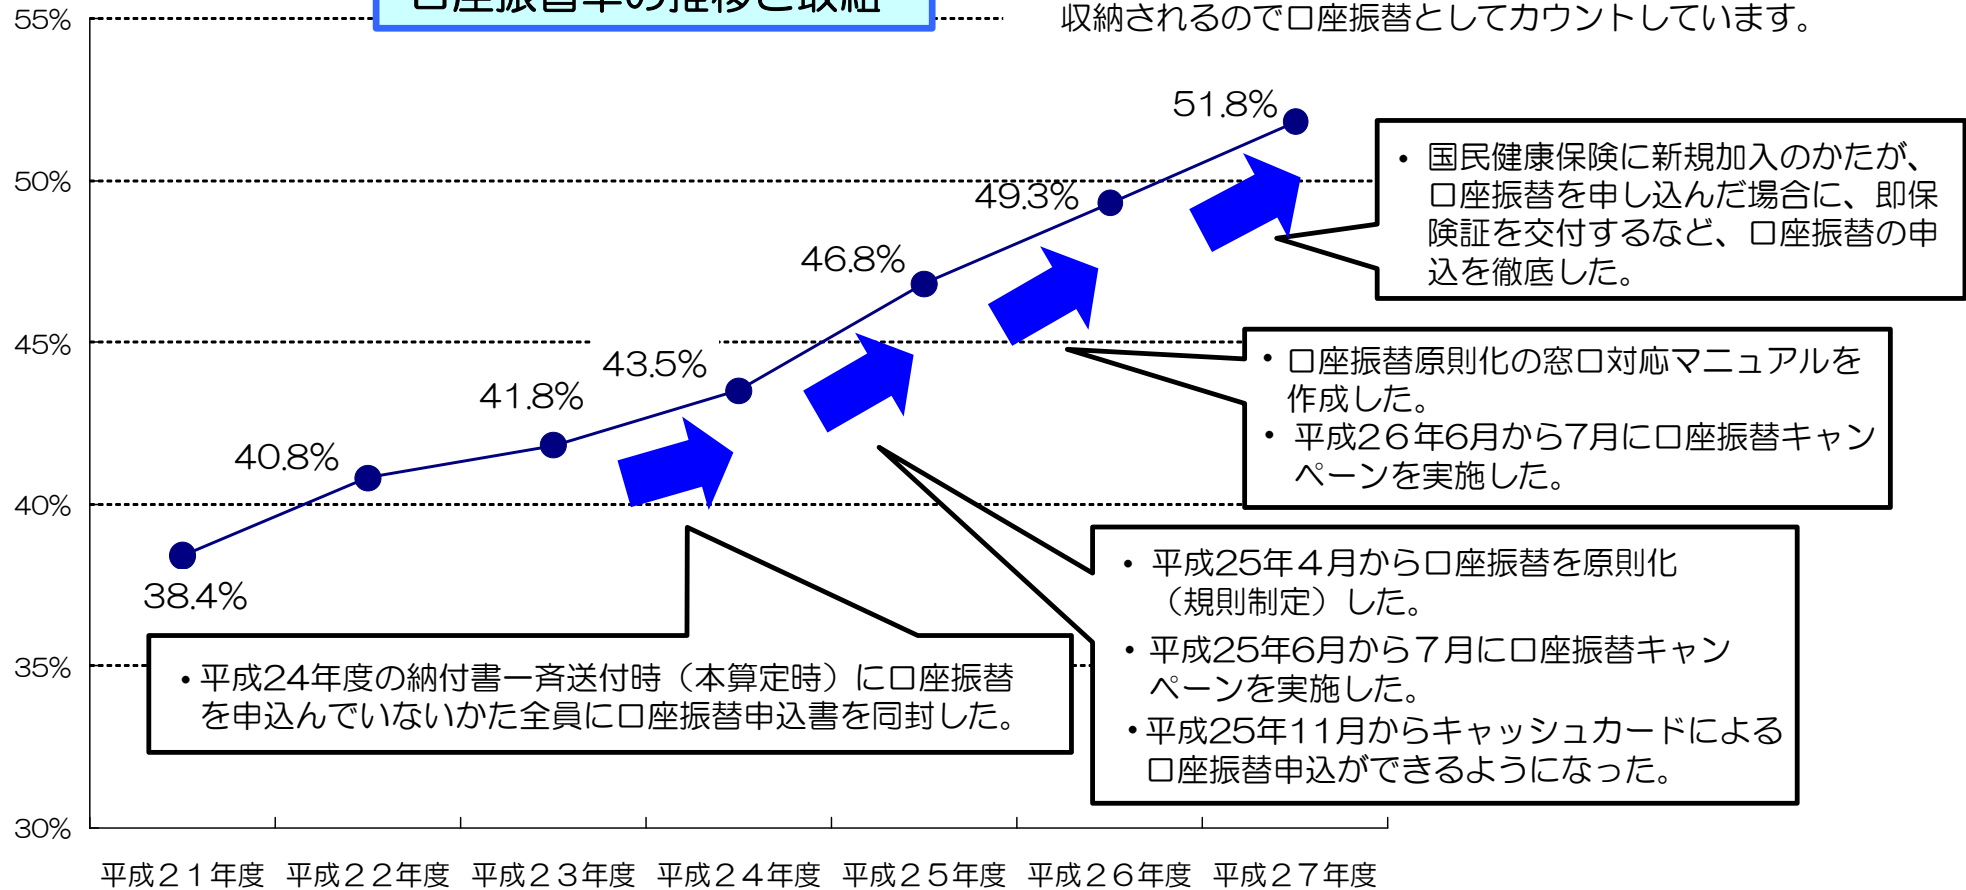 口座振替率の推移と取組
収納されるので口座振替としてカウントしています。
55%
50%
45%
40%
35%
30%
38.4%
40.8%
41.8%
43.5%
46.8%
49.3%
51.8%
・ 国民健康保険に新規加入のかたが、
口座振替を申し込んだ場合に、即保
険証を交付するなど、口座振替の申
込を徹底した。
・ 口座振替原則化の窓口対応マニュアルを
作成した。
・ 平成26年6月から7月に口座振替キャン
ペーンを実施した。
・ 平成25年４月から口座振替を原則化
（規則制定）した。
・ 平成25年6月から７月に口座振替キャン
ペーンを実施した。
・平成25年11月からキャッシュカードによる
口座振替申込ができるようになった。
・平成24年度の納付書一斉送付時（本算定時）に口座振替
を申込んでいないかた全員に口座振替申込書を同封した。
平成２１年度 平成２２年度 平成２３年度 平成２４年度 平成２５年度 平成２６年度 平成２７年度